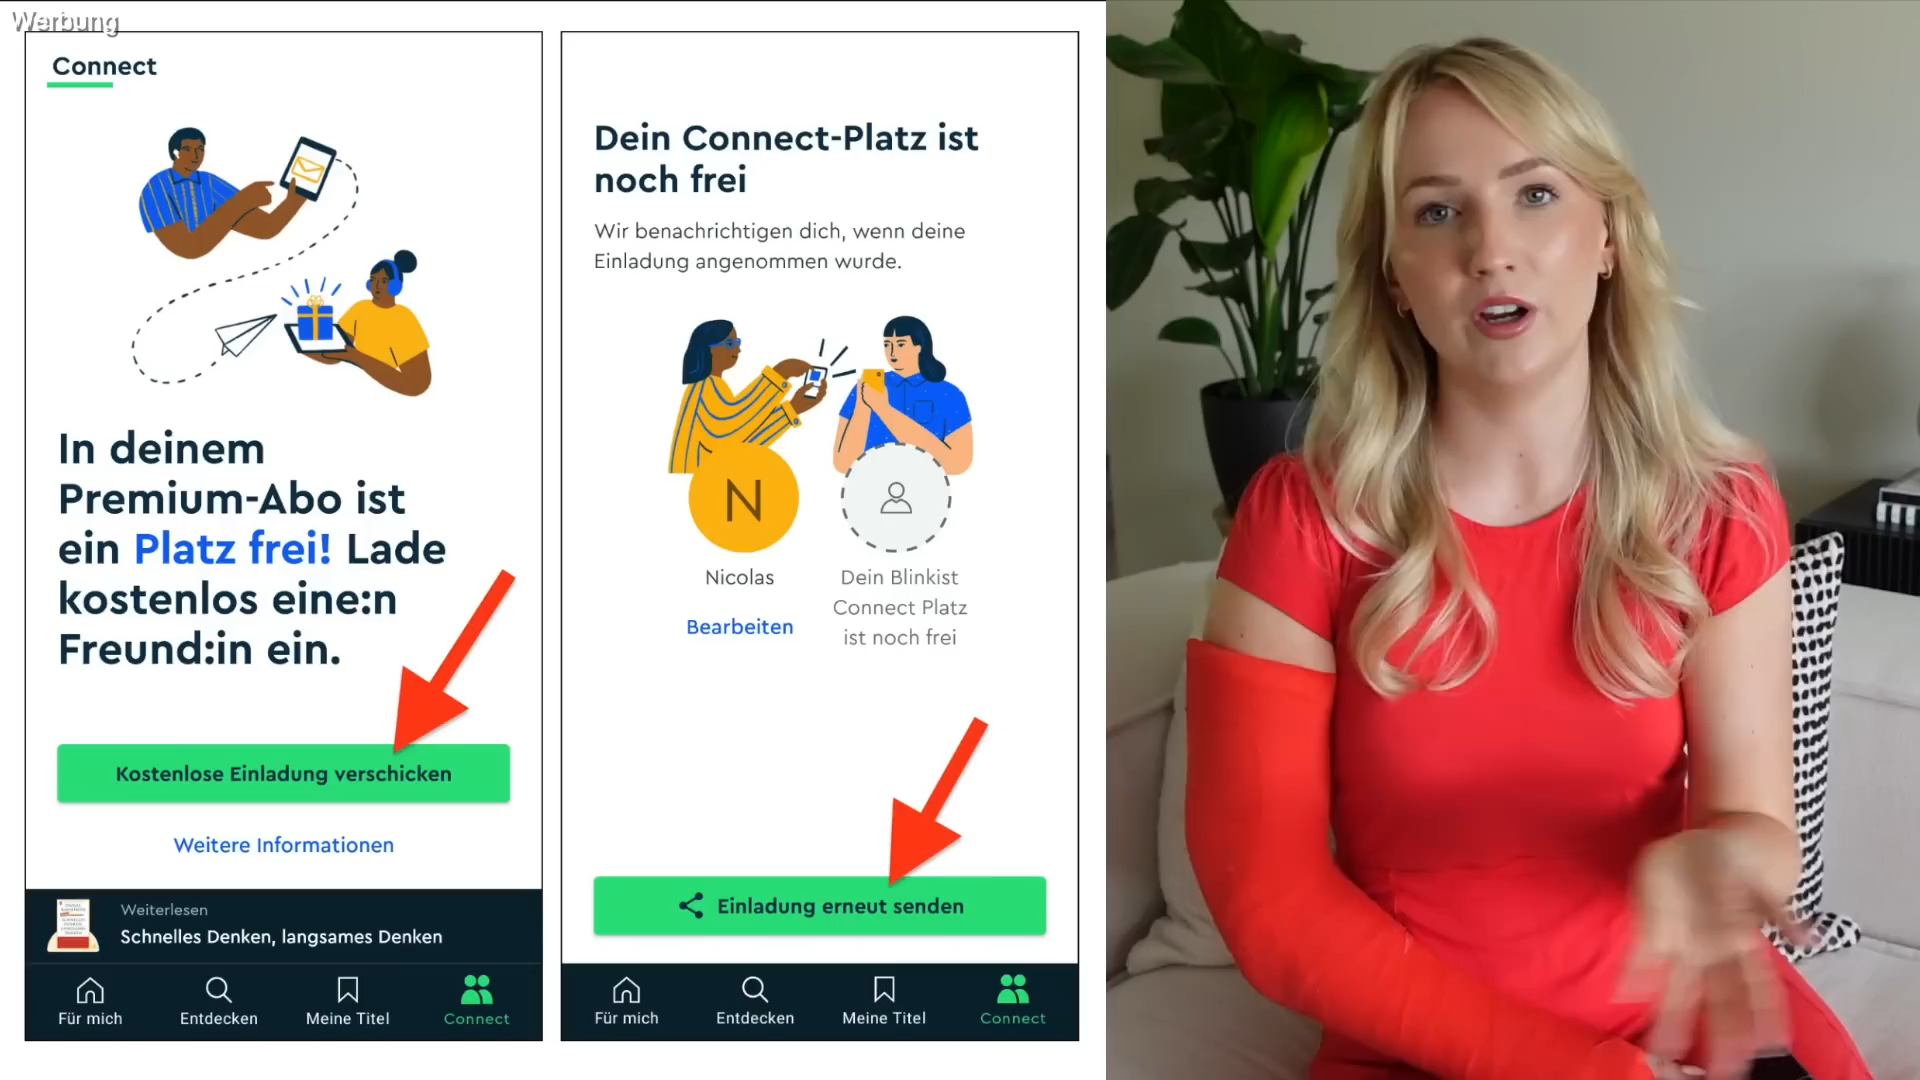 Werbung
Connect
In deinem
Premium-Abo ist
ein Platz frei! Lade
kostenlos eine:n
Freund:in ein.
Kostenlose Einladung verschicken
Weitere Informationen
Weiterlesen
Schnelles Denken, langsames Denken
Für mich
Entdecken
Meine Titel
Connect
Dein Connect-Platz ist
noch frei
Wir benachrichtigen dich, wenn deine
Einladung angenommen wurde.
N
Nicolas
Bearbeiten
Dein Blinkist
Connect Platz
ist noch frei
Einladung erneut senden
Für mich
Entdecken
Meine Titel
Connect